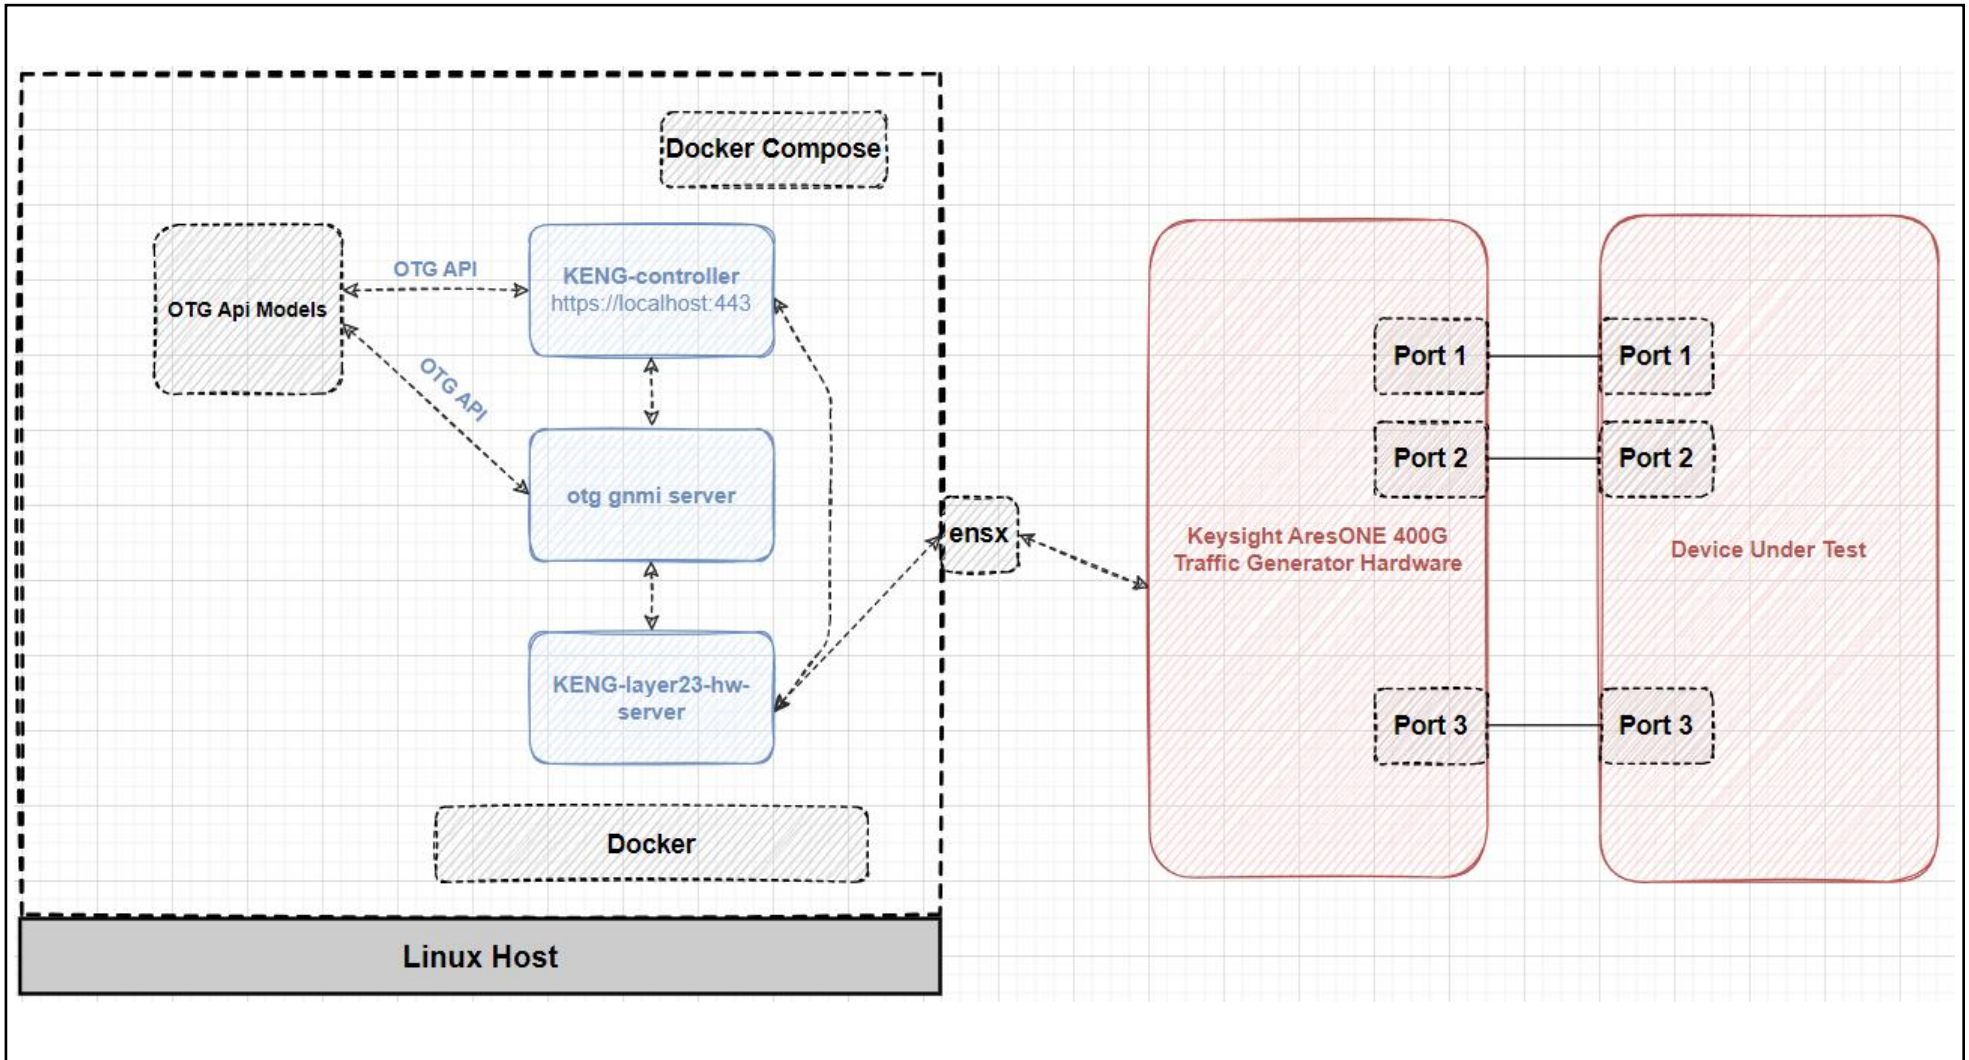 Docker Compose
OTG Api Models
OTG API
OTG API
KENG-controller
https://localhost:443
otg gnmi server
KENG-layer23-hw-
server
Docker
Linux Host
ensx
Keysight AresONE 400G
Traffic Generator Hardware
Port 1
Port 2
Port 3
Port 1
Port 2
Port 3
Device Under Test